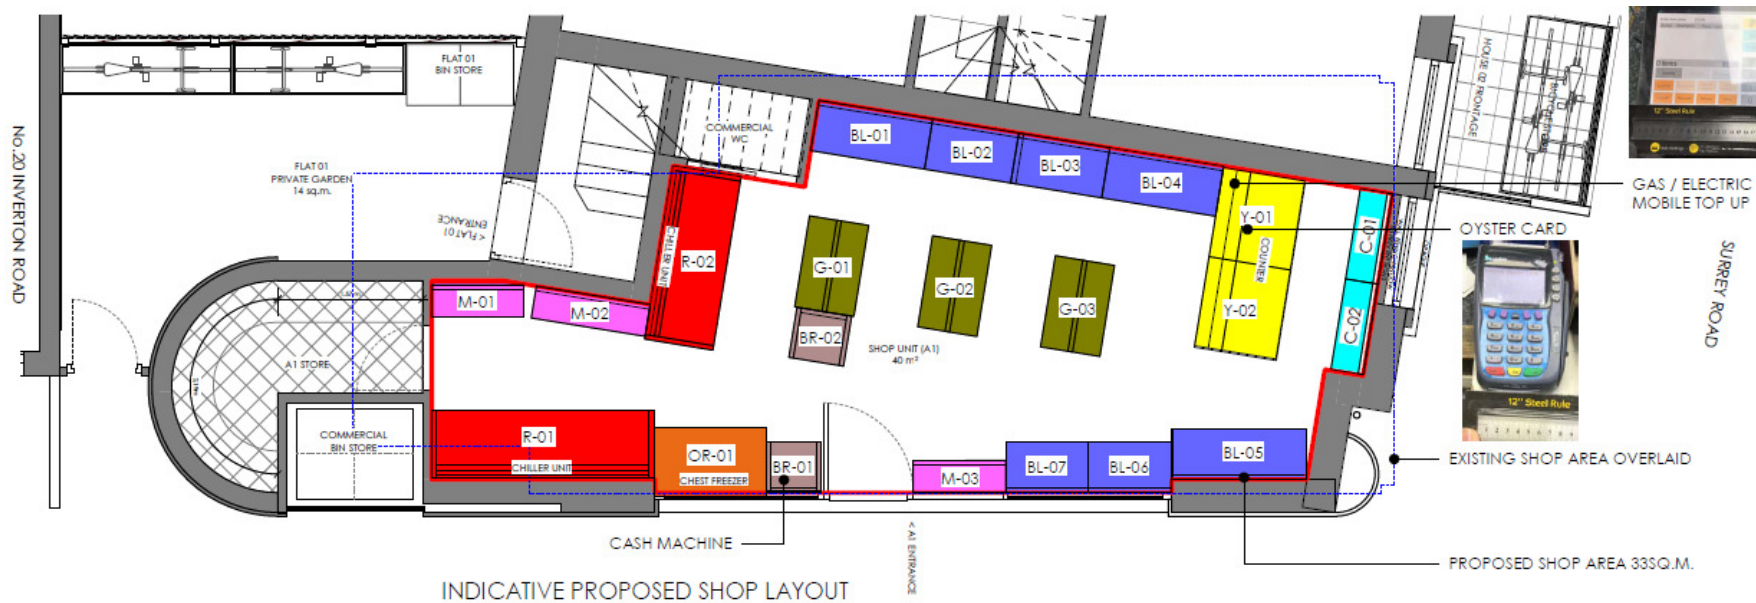 FLAT 01
BIN STORE
No.20 INVERTON ROAD
FLAT 01
PRIVATE GARDEN
14 sq.m.
< FLAT 01
ENTRANCE
COMMERCIAL
WC
BL-01
BL-02
BL-03
BL-04
HOUSE 02 FRONTAGE
12" Steel Rule
GAS / ELECTRIC
MOBILE TOP UP
OYSTER CARD
Y-01
COUNTER
Y-02
C-01
C-02
SURREY ROAD
R-02
CHILLER UNIT
G-01
G-02
G-03
BR-02
M-01
M-02
SHOP UNIT (A1)
40 m²
A1 STORE
COMMERCIAL
BIN STORE
R-01
CHILLER UNIT
OR-01
CHEST FREEZER
BR-01
M-03
BL-07
BL-06
BL-05
12" Steel Rule
EXISTING SHOP AREA OVERLAID
CASH MACHINE
< A1 ENTRANCE
PROPOSED SHOP AREA 33SQ.M.
INDICATIVE PROPOSED SHOP LAYOUT